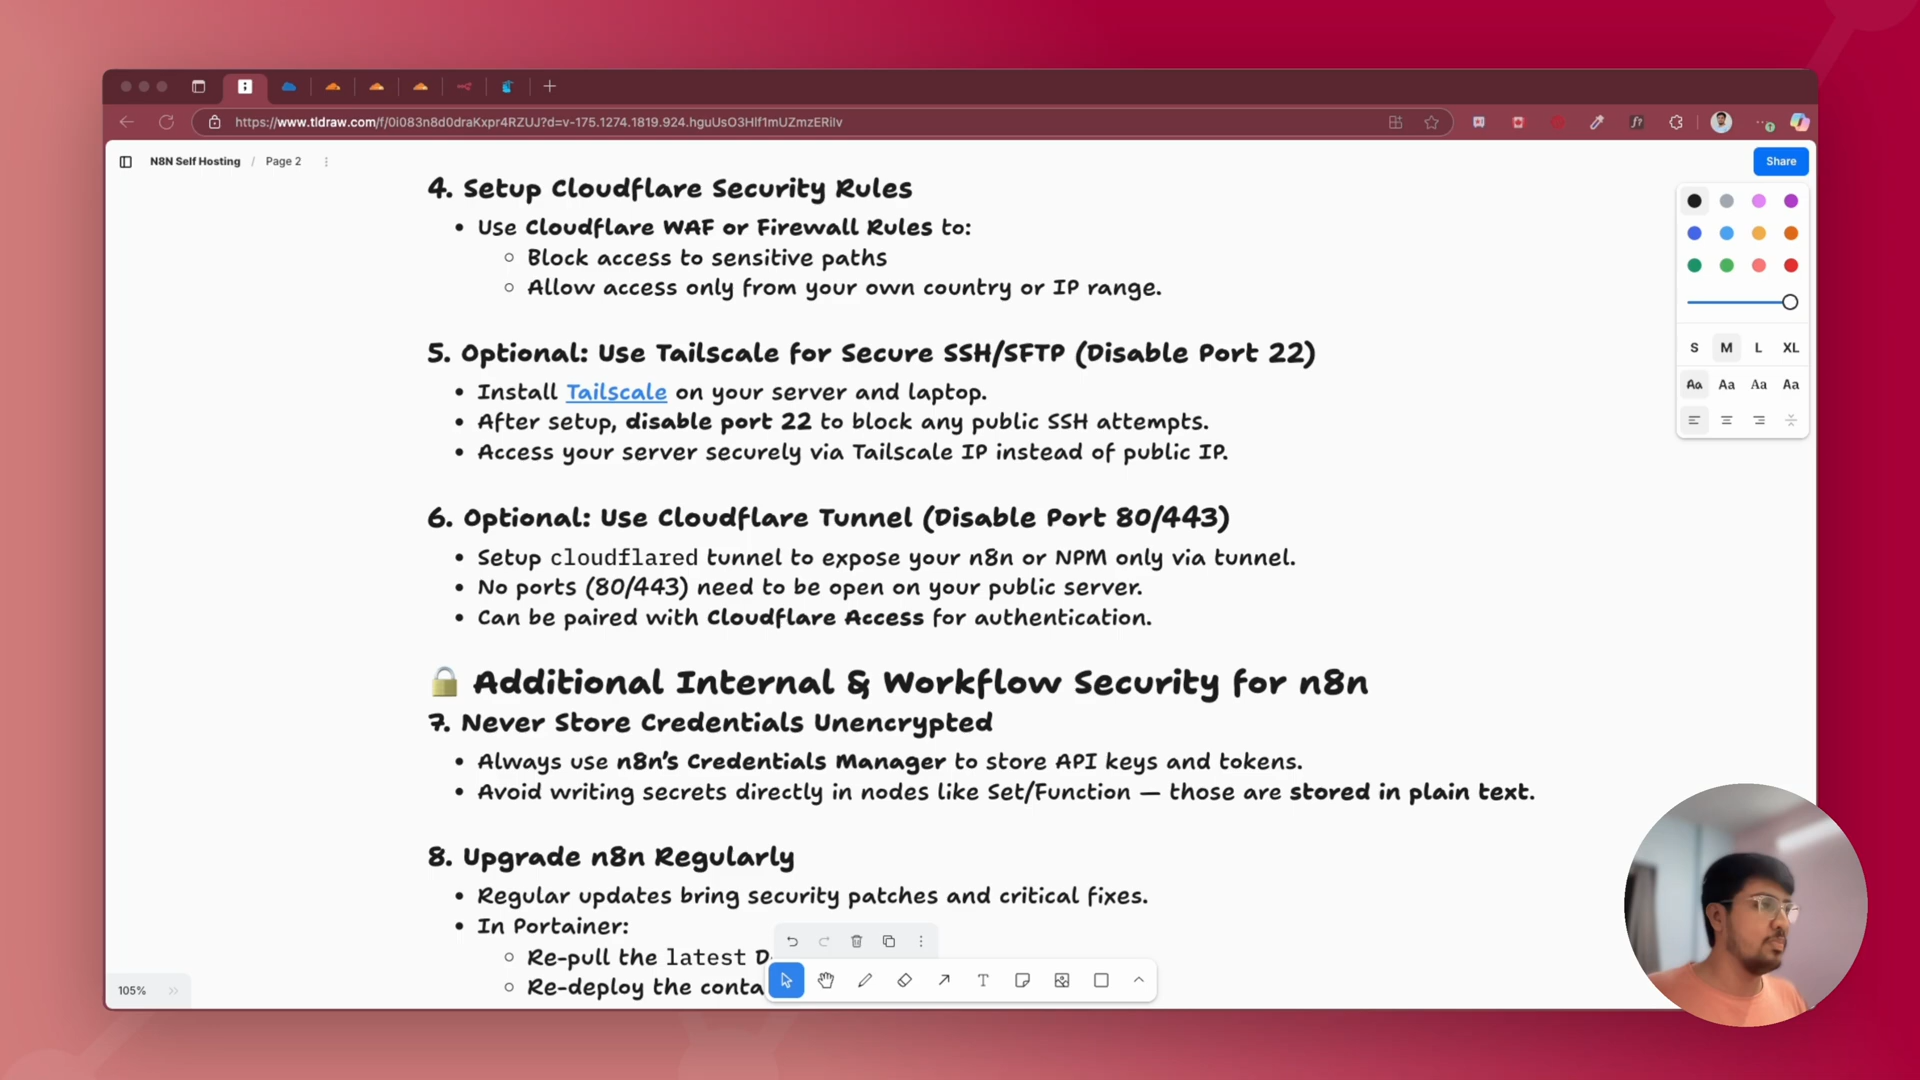 https://www.tldraw.com/f/0i083n8d0draKxpr4RZUJ?d=v-175.1274.1819.924.hguUsO3Hlf1mUZmzERilv
N8N Self Hosting / Page 2
Share
4. Setup Cloudflare Security Rules
• Use Cloudflare WAF or Firewall Rules to:
○ Block access to sensitive paths
○ Allow access only from your own country or IP range.
5. Optional: Use Tailscale for Secure SSH/SFTP (Disable Port 22)
• Install Tailscale on your server and laptop.
• After setup, disable port 22 to block any public SSH attempts.
• Access your server securely via Tailscale IP instead of public IP.
S M L XL
Aa Aa Aa Aa
6. Optional: Use Cloudflare Tunnel (Disable Port 80/443)
• Setup cloudflared tunnel to expose your n8n or NPM only via tunnel.
• No ports (80/443) need to be open on your public server.
• Can be paired with Cloudflare Access for authentication.
🔒 Additional Internal & Workflow Security for n8n
7. Never Store Credentials Unencrypted
• Always use n8n's Credentials Manager to store API keys and tokens.
• Avoid writing secrets directly in nodes like Set/Function — those are stored in plain text.
8. Upgrade n8n Regularly
• Regular updates bring security patches and critical fixes.
• In Portainer:
○ Re-pull the latest D
○ Re-deploy the conta
105%